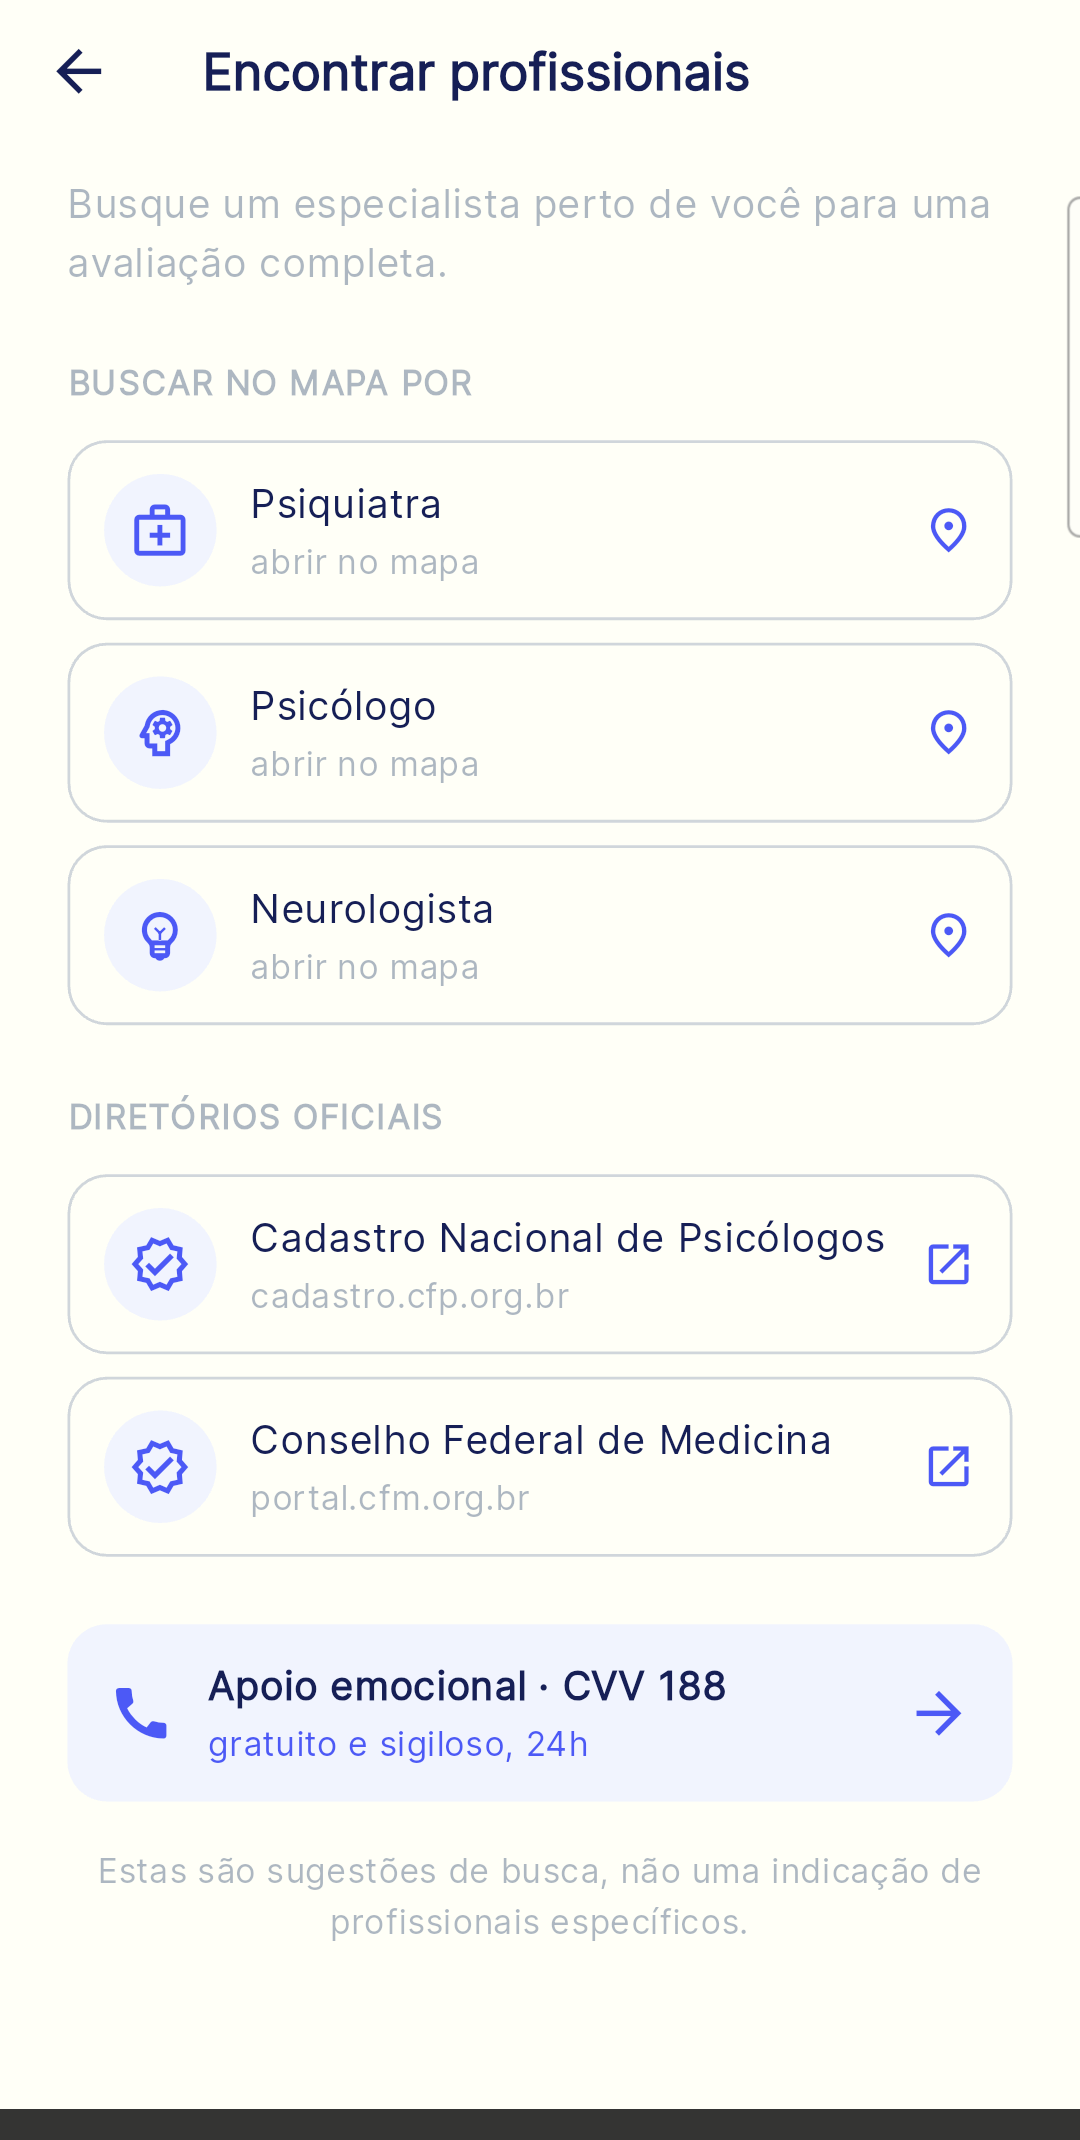 Encontrar profissionais
Busque um especialista perto de você para uma
avaliação completa.
BUSCAR NO MAPA POR
Psiquiatra
abrir no mapa
Psicólogo
abrir no mapa
Neurologista
abrir no mapa
DIRETÓRIOS OFICIAIS
Cadastro Nacional de Psicólogos
cadastro.cfp.org.br
Conselho Federal de Medicina
portal.cfm.org.br
Apoio emocional · CVV 188
gratuito e sigiloso, 24h
Estas são sugestões de busca, não uma indicação de
profissionais específicos.